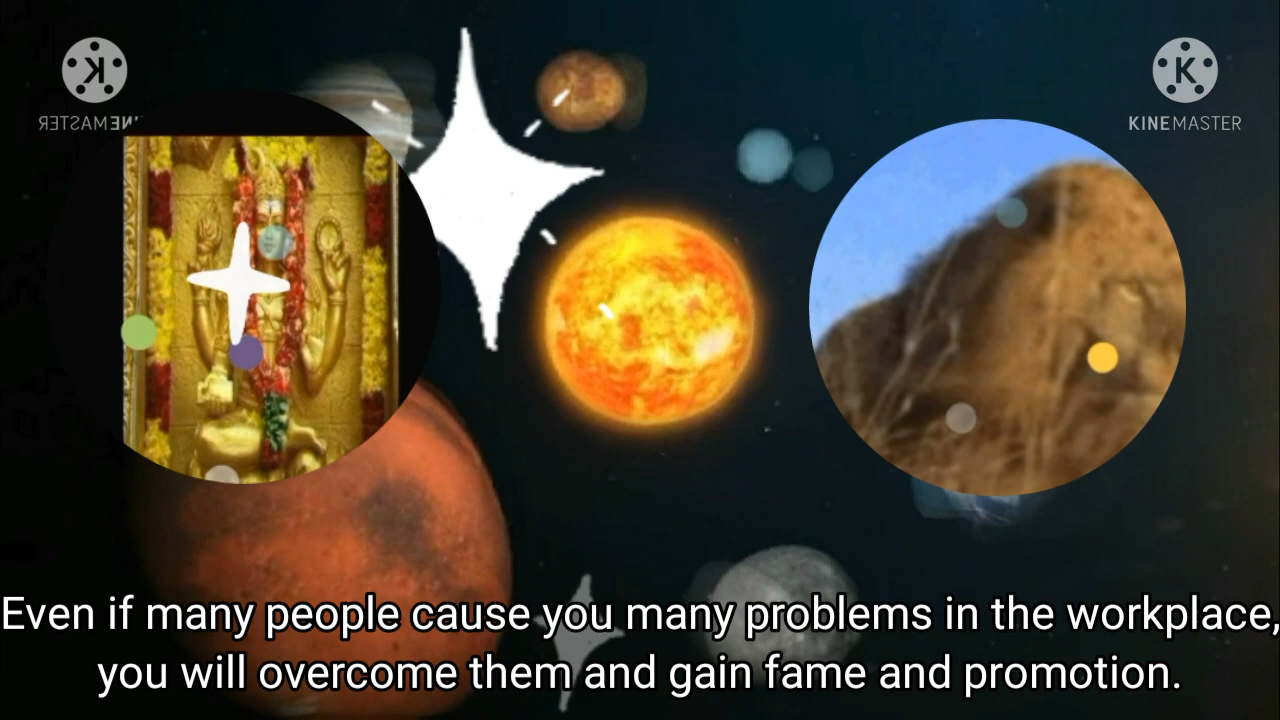 KINEMASTER
KINEMASTER
Even if many people cause you many problems in the workplace,
you will overcome them and gain fame and promotion.